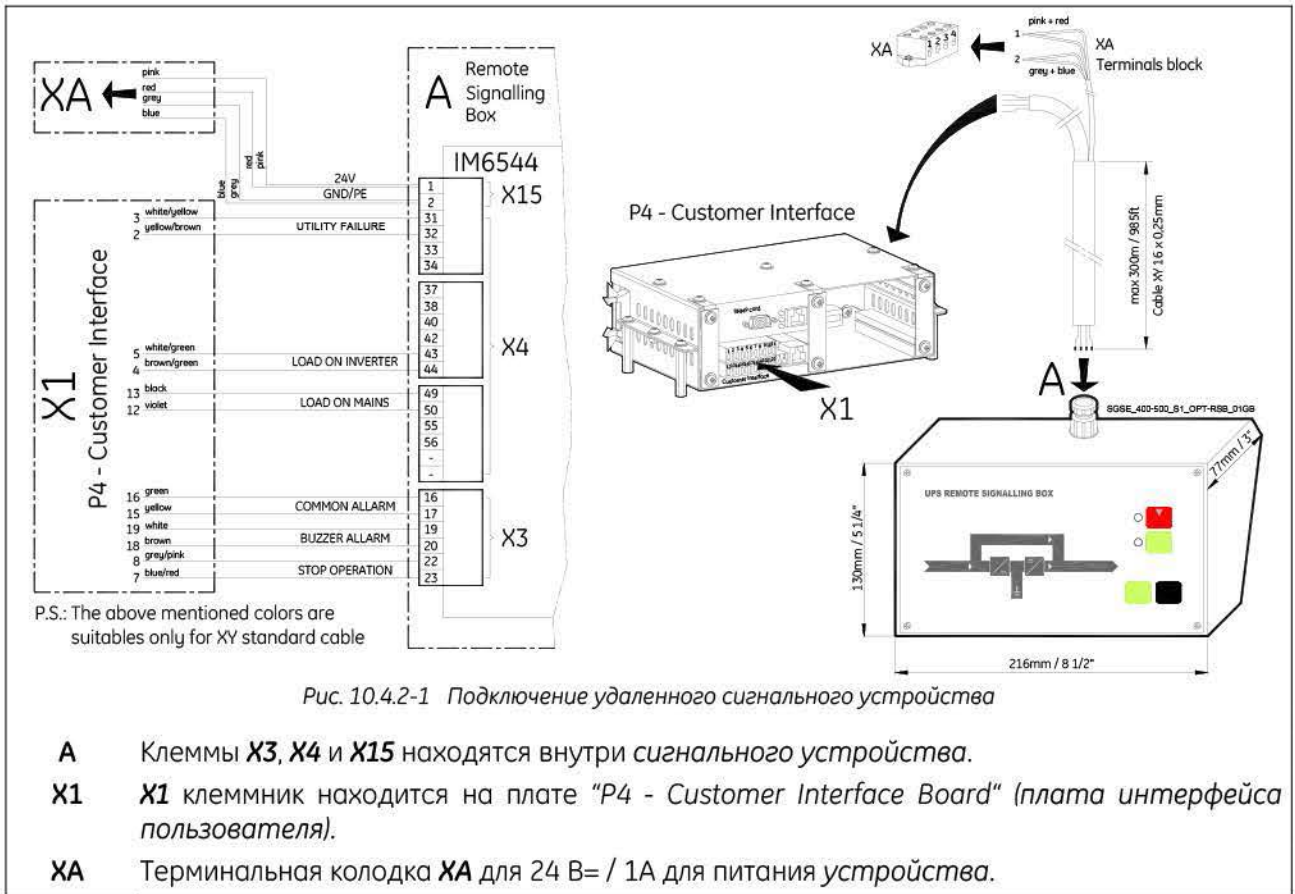 XA
pink
red
grey
blue
A
Remote
Signalling
Box
IM6544
blue
grey
red
pink
24V
GND/PE
1
2
X15
X1
P4 - Customer Interface
3 white/yellow
2 yellow/brown
UTILITY FAILURE
31
32
33
34
37
38
40
42
43
44
X4
5 white/green
4 brown/green
LOAD ON INVERTER
13 black
12 violet
LOAD ON MAINS
49
50
55
56
-
-
16 green
15 yellow
COMMON ALLARM
19 white
18 brown
BUZZER ALLARM
8 grey/pink
7 blue/red
STOP OPERATION
16
17
19
20
22
23
X3
P.S.: The above mentioned colors are
suitables only for XY standard cable
XA
1 2 3 4
pink + red
1
2
grey + blue
XA
Terminals block
P4 - Customer Interface
Customer Interface
X1
max 300m / 985ft
Cable XY 16 x 0,25mm
A
SGSE_400-500_S1_OPT-RSB_01GB
UPS REMOTE SIGNALLING BOX
77mm / 3"
130mm / 5 1/4"
216mm / 8 1/2"
Рис. 10.4.2-1 Подключение удаленного сигнального устройства
A Клеммы X3, X4 и X15 находятся внутри сигнального устройства.
X1 X1 клеммник находится на плате "P4 - Customer Interface Board" (плата интерфейса
пользователя).
XA Терминальная колодка XA для 24 В= / 1А для питания устройства.